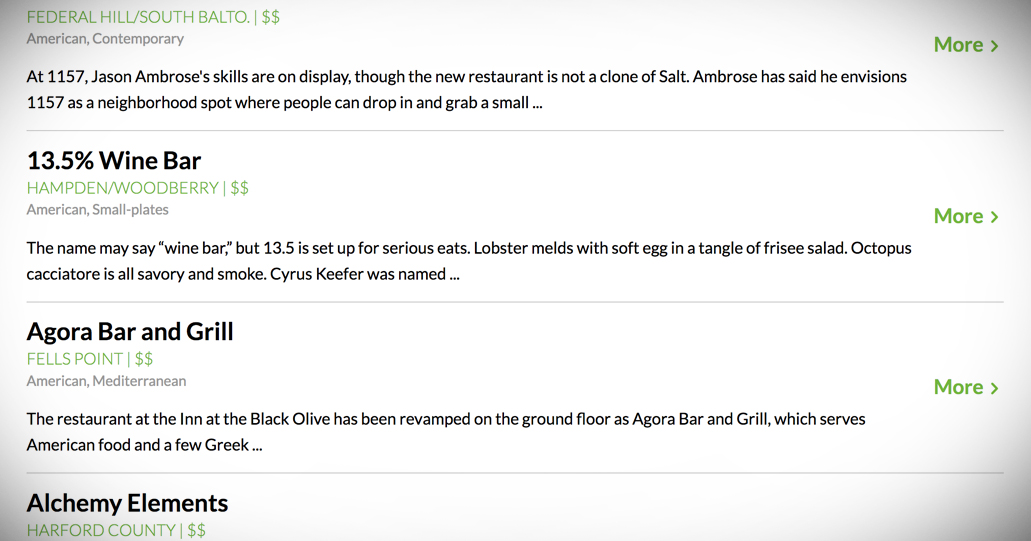 FEDERAL HILL/SOUTH BALTO. | $$
American, Contemporary
More >
At 1157, Jason Ambrose's skills are on display, though the new restaurant is not a clone of Salt. Ambrose has said he envisions
1157 as a neighborhood spot where people can drop in and grab a small ...
13.5% Wine Bar
HAMPDEN/WOODBERRY | $$
American, Small-plates
More >
The name may say “wine bar,” but 13.5 is set up for serious eats. Lobster melds with soft egg in a tangle of frisee salad. Octopus
cacciatore is all savory and smoke. Cyrus Keefer was named ...
Agora Bar and Grill
FELLS POINT | $$
American, Mediterranean
More >
The restaurant at the Inn at the Black Olive has been revamped on the ground floor as Agora Bar and Grill, which serves
American food and a few Greek ...
Alchemy Elements
HARFORD COUNTY | $$